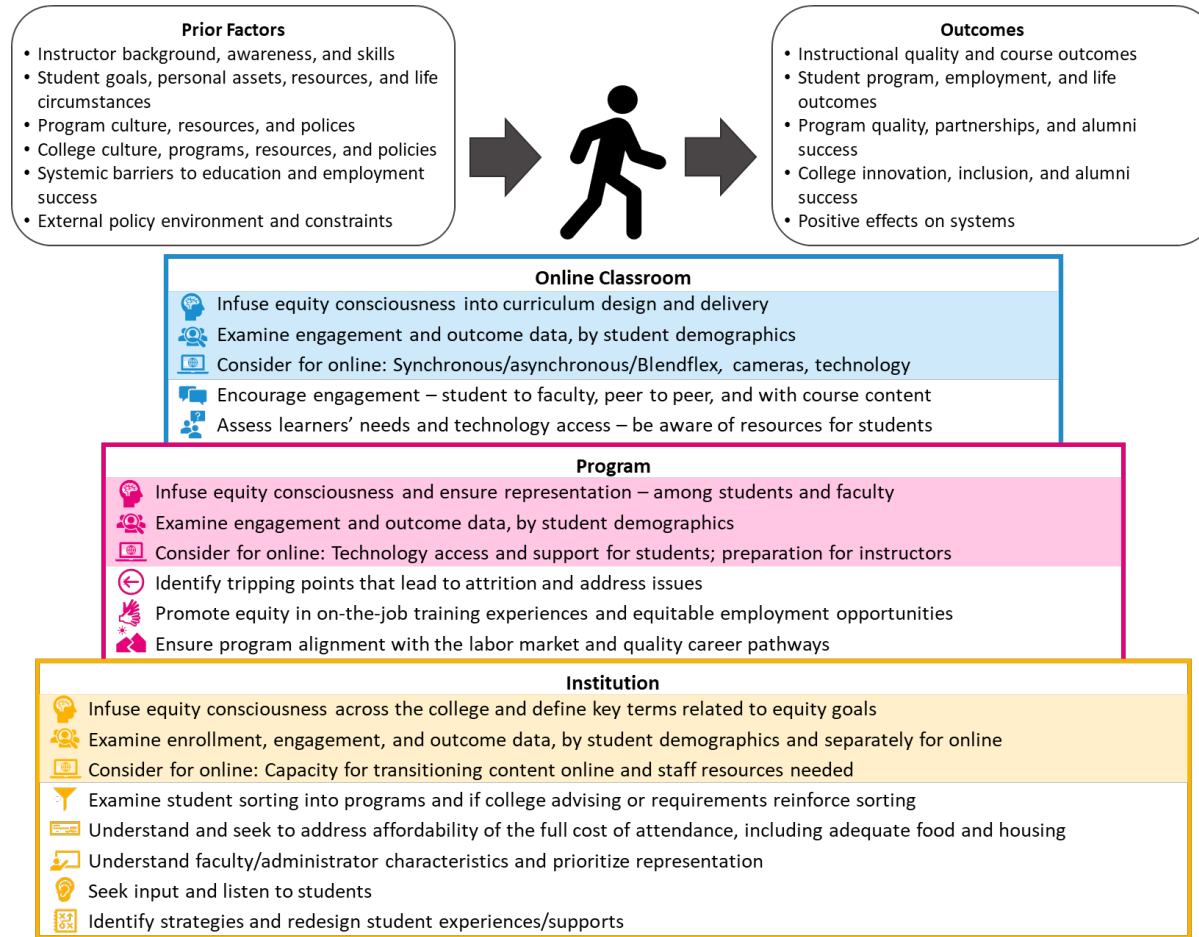 Prior Factors
• Instructor background, awareness, and skills
• Student goals, personal assets, resources, and life
circumstances
• Program culture, resources, and polices
• College culture, programs, resources, and policies
• Systemic barriers to education and employment
success
• External policy environment and constraints
Outcomes
• Instructional quality and course outcomes
• Student program, employment, and life
outcomes
• Program quality, partnerships, and alumni
success
• College innovation, inclusion, and alumni
success
• Positive effects on systems
Online Classroom
Infuse equity consciousness into curriculum design and delivery
Examine engagement and outcome data, by student demographics
Consider for online: Synchronous/asynchronous/Blendflex, cameras, technology
Encourage engagement – student to faculty, peer to peer, and with course content
Assess learners’ needs and technology access – be aware of resources for students
Program
Infuse equity consciousness and ensure representation – among students and faculty
Examine engagement and outcome data, by student demographics
Consider for online: Technology access and support for students; preparation for instructors
Identify tripping points that lead to attrition and address issues
Promote equity in on-the-job training experiences and equitable employment opportunities
Ensure program alignment with the labor market and quality career pathways
Institution
Infuse equity consciousness across the college and define key terms related to equity goals
Examine enrollment, engagement, and outcome data, by student demographics and separately for online
Consider for online: Capacity for transitioning content online and staff resources needed
Examine student sorting into programs and if college advising or requirements reinforce sorting
Understand and seek to address affordability of the full cost of attendance, including adequate food and housing
Understand faculty/administrator characteristics and prioritize representation
Seek input and listen to students
Identify strategies and redesign student experiences/supports